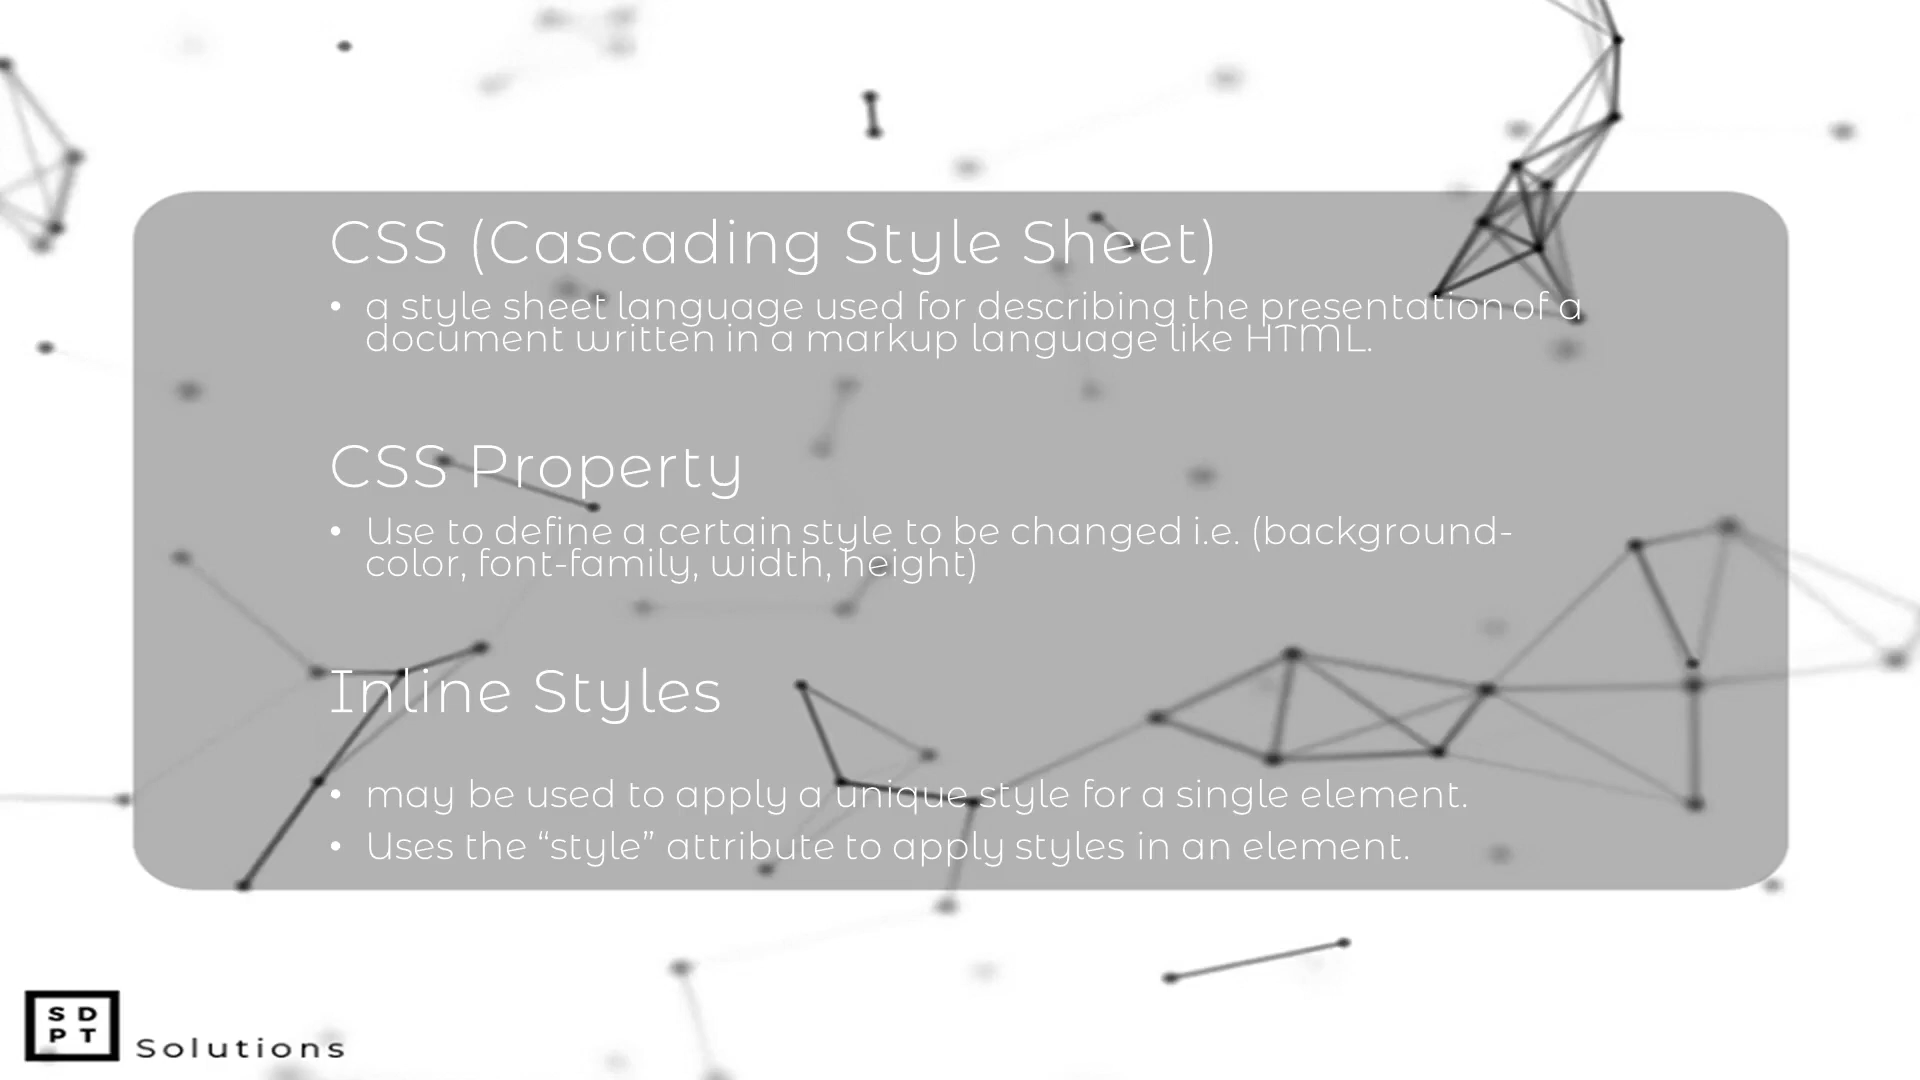 CSS (Cascading Style Sheet)
• a style sheet language used for describing the presentation of a
document written in a markup language like HTML.
CSS Property
• Use to define a certain style to be changed i.e. (background-
color, font-family, width, height)
Inline Styles
• may be used to apply a unique style for a single element.
• Uses the “style” attribute to apply styles in an element.
SD
PT
Solutions